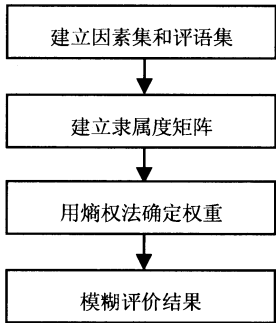 建立因素集和评语集
建立隶属度矩阵
用熵权法确定权重
模糊评价结果